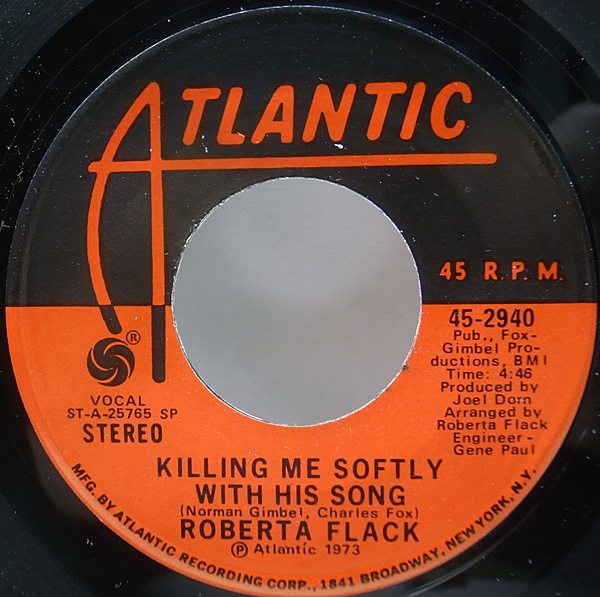 ATLANTIC
45 R.P.M.
45-2940
Pub., Fox-
Gimbel Pro-
ductions, BMI
Time: 4:46
Produced by
Joel Dorn
Arranged by
Roberta Flack
Engineer -
Gene Paul
®
VOCAL
ST-A-25765 SP
STEREO
KILLING ME SOFTLY
WITH HIS SONG
(Norman Gimbel, Charles Fox)
ROBERTA FLACK
℗ Atlantic 1973
MFG. BY ATLANTIC RECORDING CORP., 1841 BROADWAY, NEW YORK, N.Y.